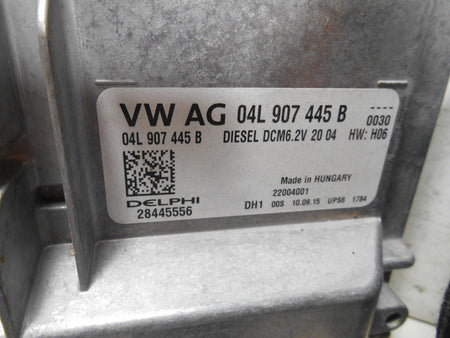 VW AG 04L 907 445 B
---- 0030
04L 907 445 B DIESEL DCM6.2V 20 04 HW: H06
Made in HUNGARY
22004001
DELPHI
28445556
DH1 00S 10.09.15 UPS6 1784